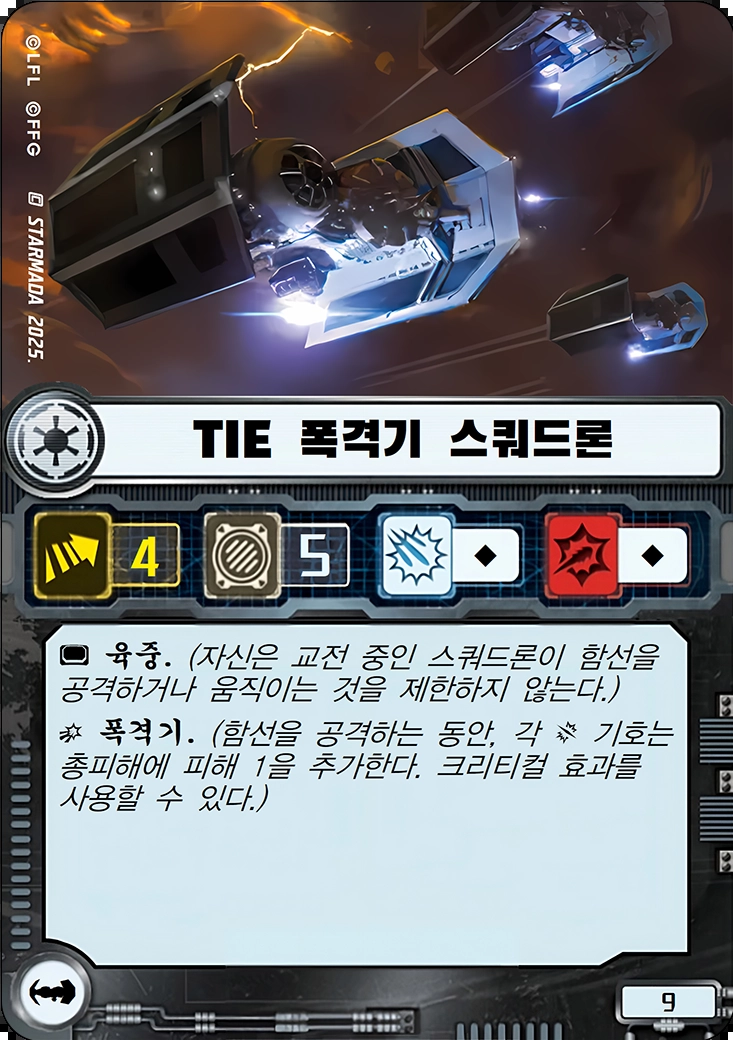 ©LFL ©FFG
STARMADA 2025.
TIE 폭격기 스쿼드론
4
5
육중. (자신은 교전 중인 스쿼드론이 함선을
공격하거나 움직이는 것을 제한하지 않는다.)
폭격기. (함선을 공격하는 동안, 각 기호는
총피해에 피해 1을 추가한다. 크리티컬 효과를
사용할 수 있다.)
9